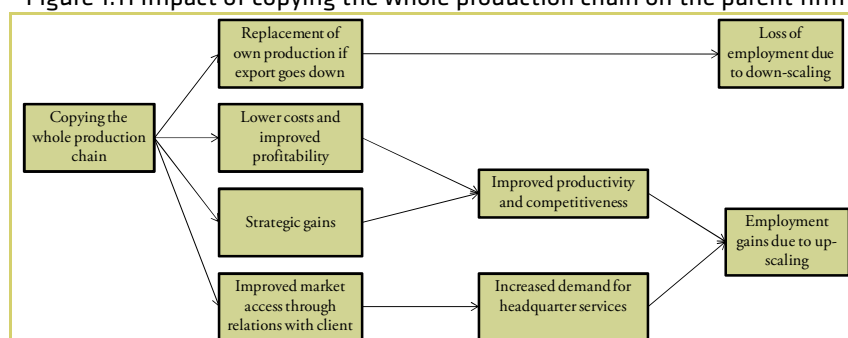 Figure 1.11 Impact of copying the whole production chain on the parent firm
Replacement of
own production if
export goes down
Loss of
employment due
to down-scaling
Copying the
whole production
chain
Lower costs and
improved
profitability
Strategic gains
Improved productivity
and competitiveness
Employment
gains due to up-
scaling
Improved market
access through
relations with client
Increased demand for
headquarter services